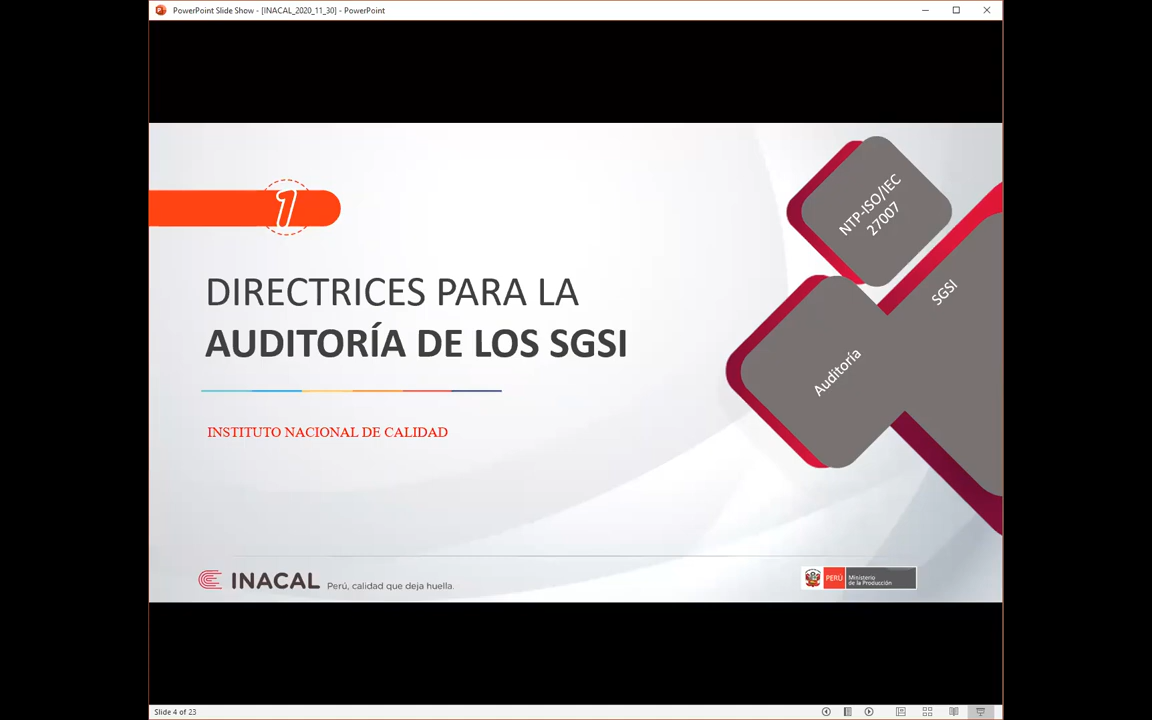 PowerPoint Slide Show - [INACAL_2020_11_30] - PowerPoint
1
DIRECTRICES PARA LA
AUDITORÍA DE LOS SGSI
INSTITUTO NACIONAL DE CALIDAD
NTP-ISO/IEC
27007
SGSI
Auditoría
INACAL Perú, calidad que deja huella.
PERÚ
Ministerio
de la Producción
Slide 4 of 23